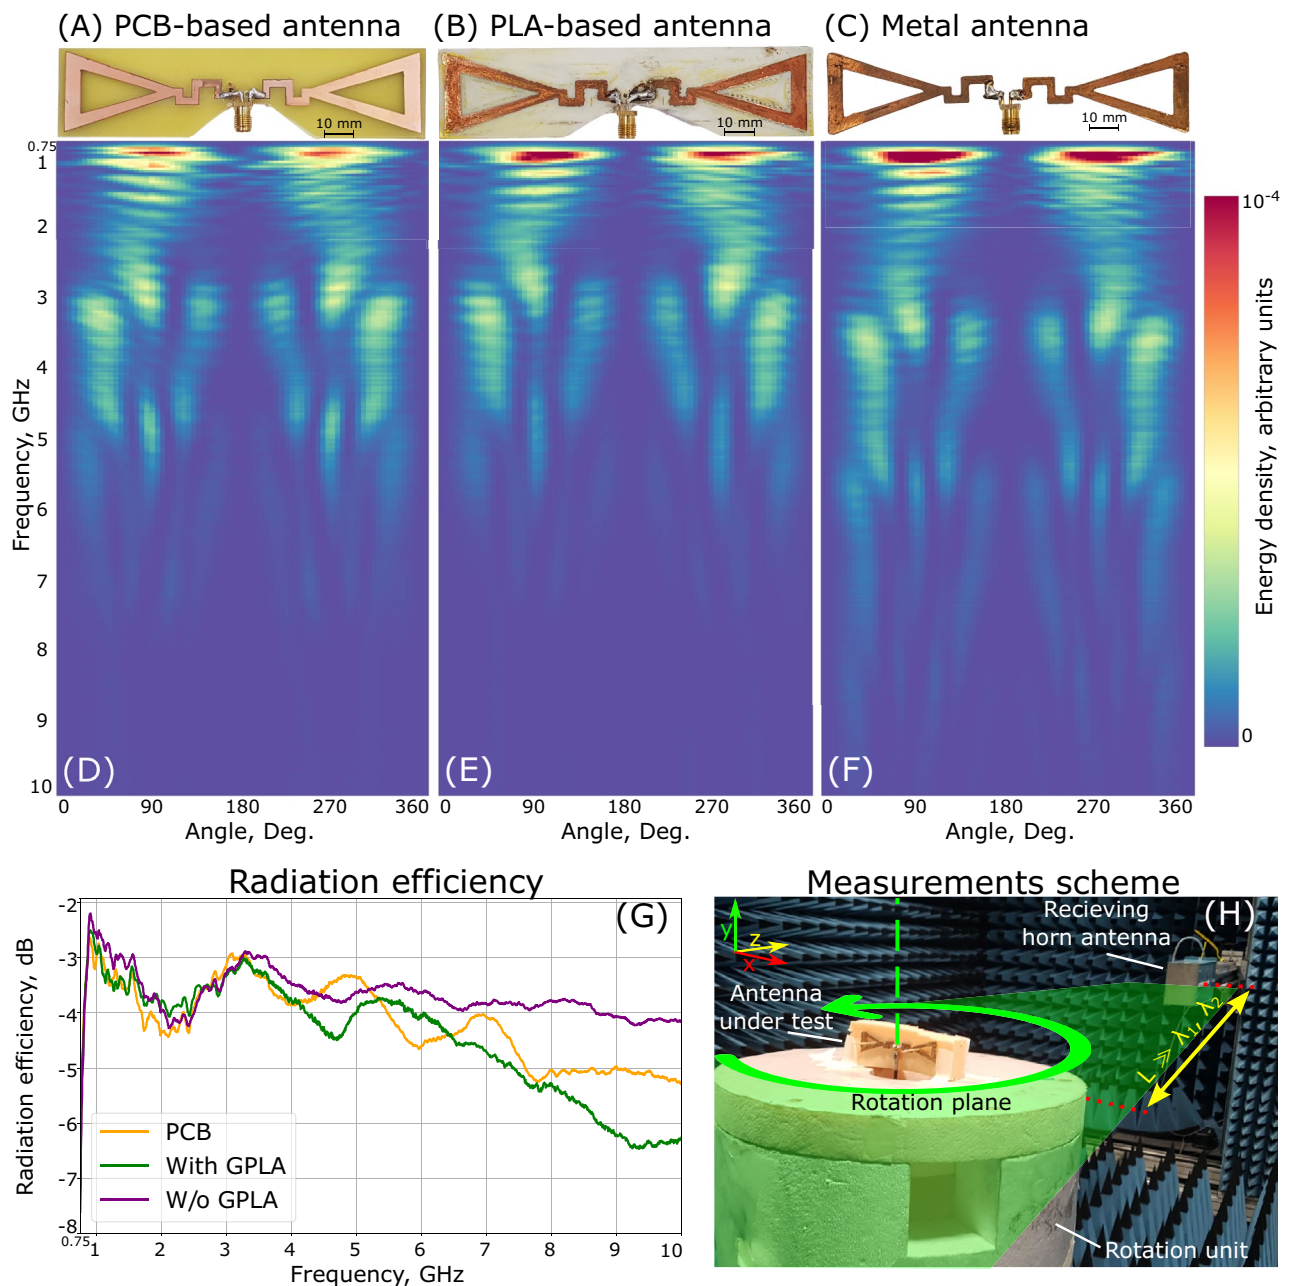 (A) PCB-based antenna
(B) PLA-based antenna
(C) Metal antenna
10 mm
10 mm
10 mm
0.75
1
2
3
4
5
6
7
8
9
10
Frequency, GHz
(D)
(E)
(F)
0 90 180 270 360
0 90 180 270 360
0 90 180 270 360
Angle, Deg.
Angle, Deg.
Angle, Deg.
10-4
0
Energy density, arbitrary units
Radiation efficiency
(G)
-2
-3
-4
-5
-6
-7
-8
Radiation efficiency, dB
PCB
With GPLA
W/o GPLA
0.75 1 2 3 4 5 6 7 8 9 10
Frequency, GHz
Measurements scheme
(H)
y
z
x
Recieving
horn antenna
Antenna
under test
L ≫ λ1, λ2
Rotation plane
Rotation unit